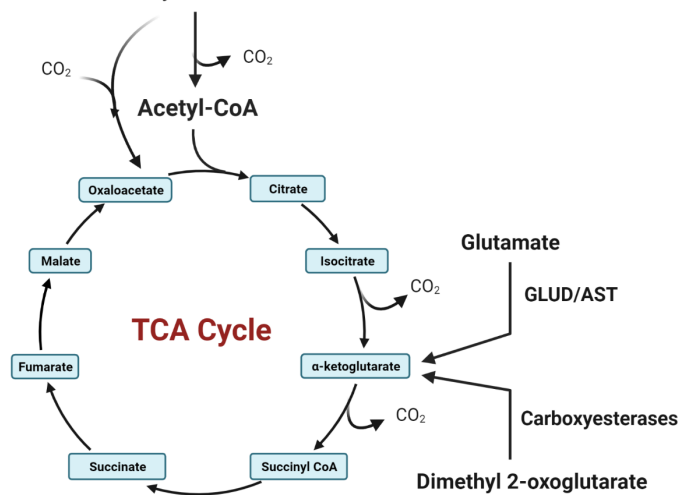 CO₂
CO₂
Acetyl-CoA
Oxaloacetate
Citrate
Malate
Isocitrate
Glutamate
CO₂
GLUD/AST
TCA Cycle
Fumarate
α-ketoglutarate
CO₂
Carboxyesterases
Succinate
Succinyl CoA
Dimethyl 2-oxoglutarate